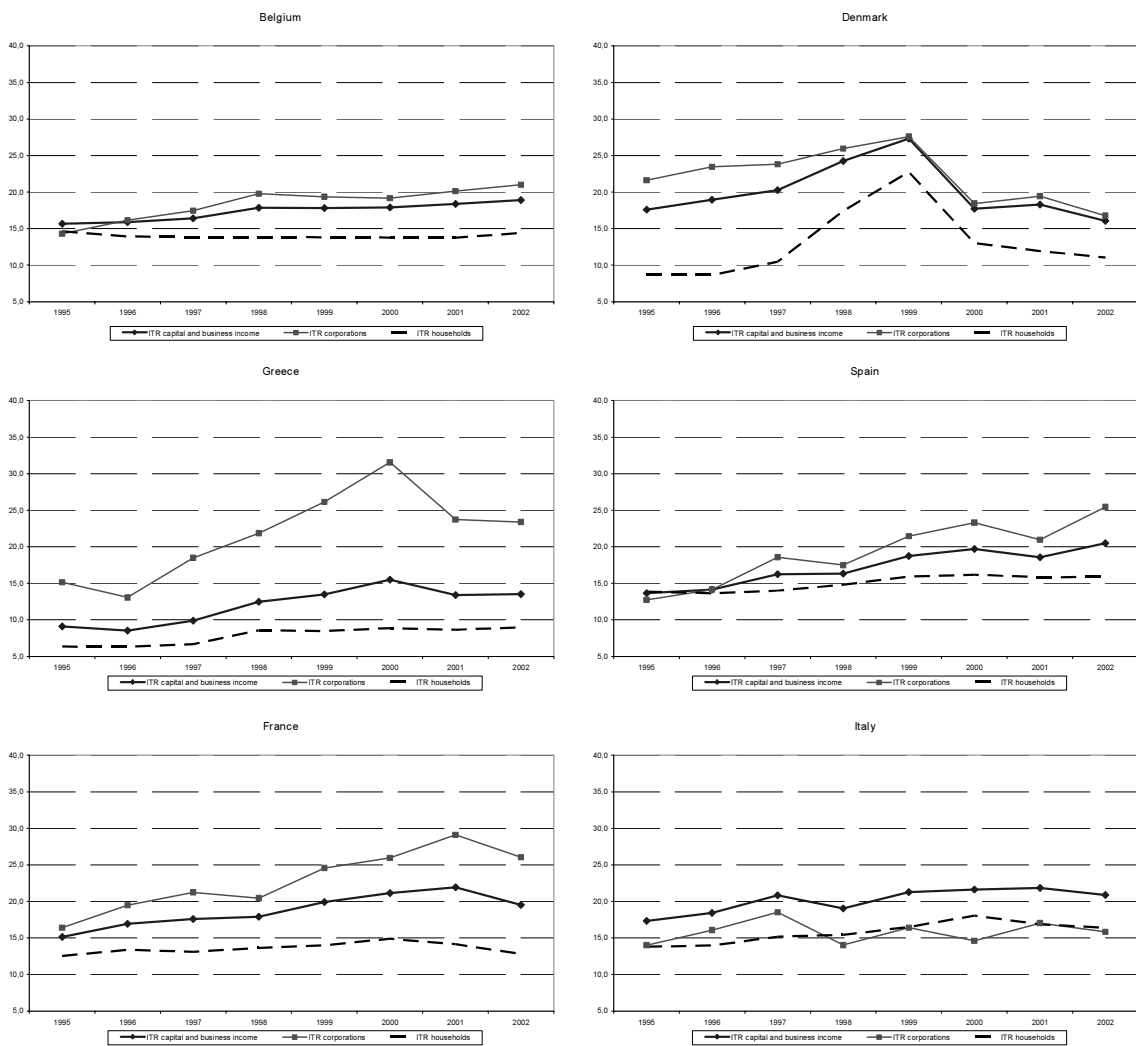 Belgium
40,0
35,0
30,0
25,0
20,0
15,0
10,0
5,0
1995 1996 1997 1998 1999 2000 2001 2002
ITR capital and business income ITR corporations ITR households
Denmark
40,0
35,0
30,0
25,0
20,0
15,0
10,0
5,0
1995 1996 1997 1998 1999 2000 2001 2002
ITR capital and business income ITR corporations ITR households
Greece
40,0
35,0
30,0
25,0
20,0
15,0
10,0
5,0
1995 1996 1997 1998 1999 2000 2001 2002
ITR capital and business income ITR corporations ITR households
Spain
40,0
35,0
30,0
25,0
20,0
15,0
10,0
5,0
1995 1996 1997 1998 1999 2000 2001 2002
ITR capital and business income ITR corporations ITR households
France
40,0
35,0
30,0
25,0
20,0
15,0
10,0
5,0
1995 1996 1997 1998 1999 2000 2001 2002
ITR capital and business income ITR corporations ITR households
Italy
40,0
35,0
30,0
25,0
20,0
15,0
10,0
5,0
1995 1996 1997 1998 1999 2000 2001 2002
ITR capital and business income ITR corporations ITR households